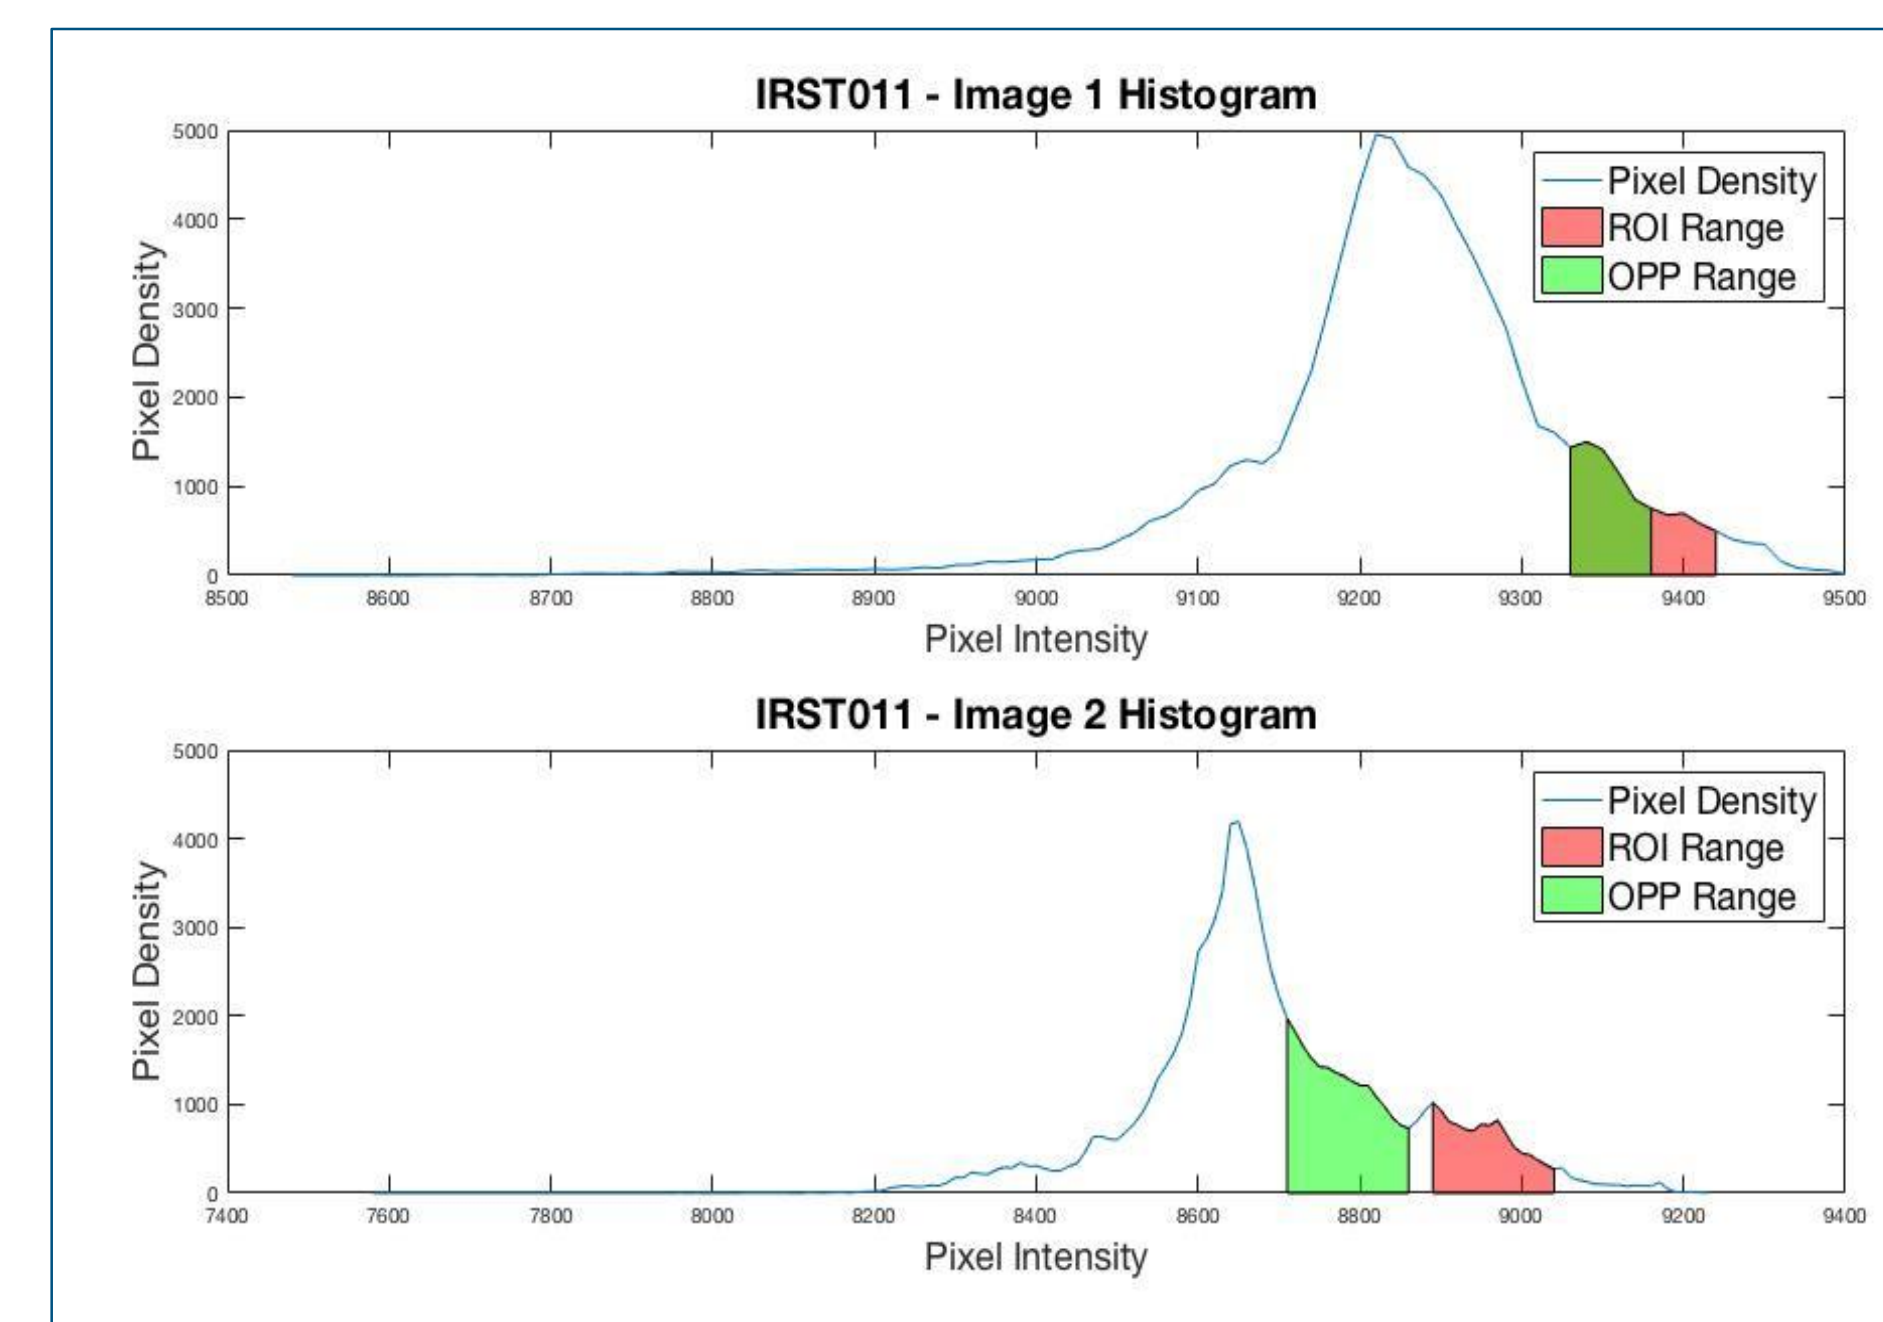 IRST011 - Image 1 Histogram
5000
4000
3000
2000
1000
0
Pixel Density
Pixel Density
ROI Range
OPP Range
8500 8600 8700 8800 8900 9000 9100 9200 9300 9400 9500
Pixel Intensity
IRST011 - Image 2 Histogram
5000
4000
3000
2000
1000
0
Pixel Density
Pixel Density
ROI Range
OPP Range
7400 7600 7800 8000 8200 8400 8600 8800 9000 9200 9400
Pixel Intensity